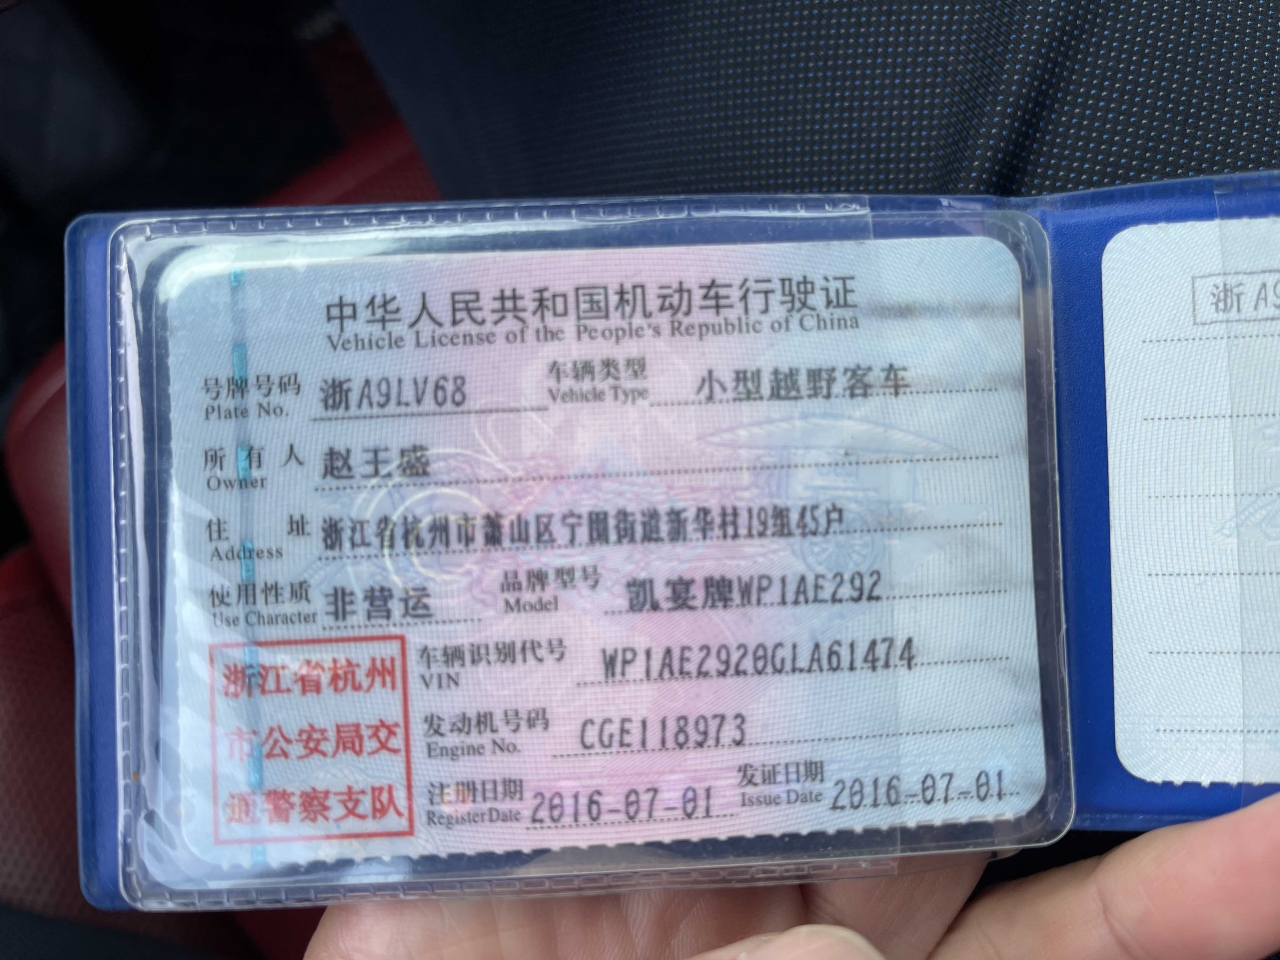 中华人民共和国机动车行驶证
Vehicle License of the People's Republic of China
号牌号码 浙A9LV68 车辆类型 小型越野客车
Plate No. Vehicle Type
所有人 赵王盛
Owner
住址 浙江省杭州市萧山区宁围街道新华村19组45户
Address
使用性质 非营运 品牌型号 凯宴牌WP1AE292
Use Character Model
浙江省杭州
市公安局交
通警察支队
车辆识别代号 WP1AE2920GLA61474
VIN
发动机号码 CGE118973
Engine No.
注册日期 2016-07-01 发证日期 2016-07-01
Register Date Issue Date
浙A9